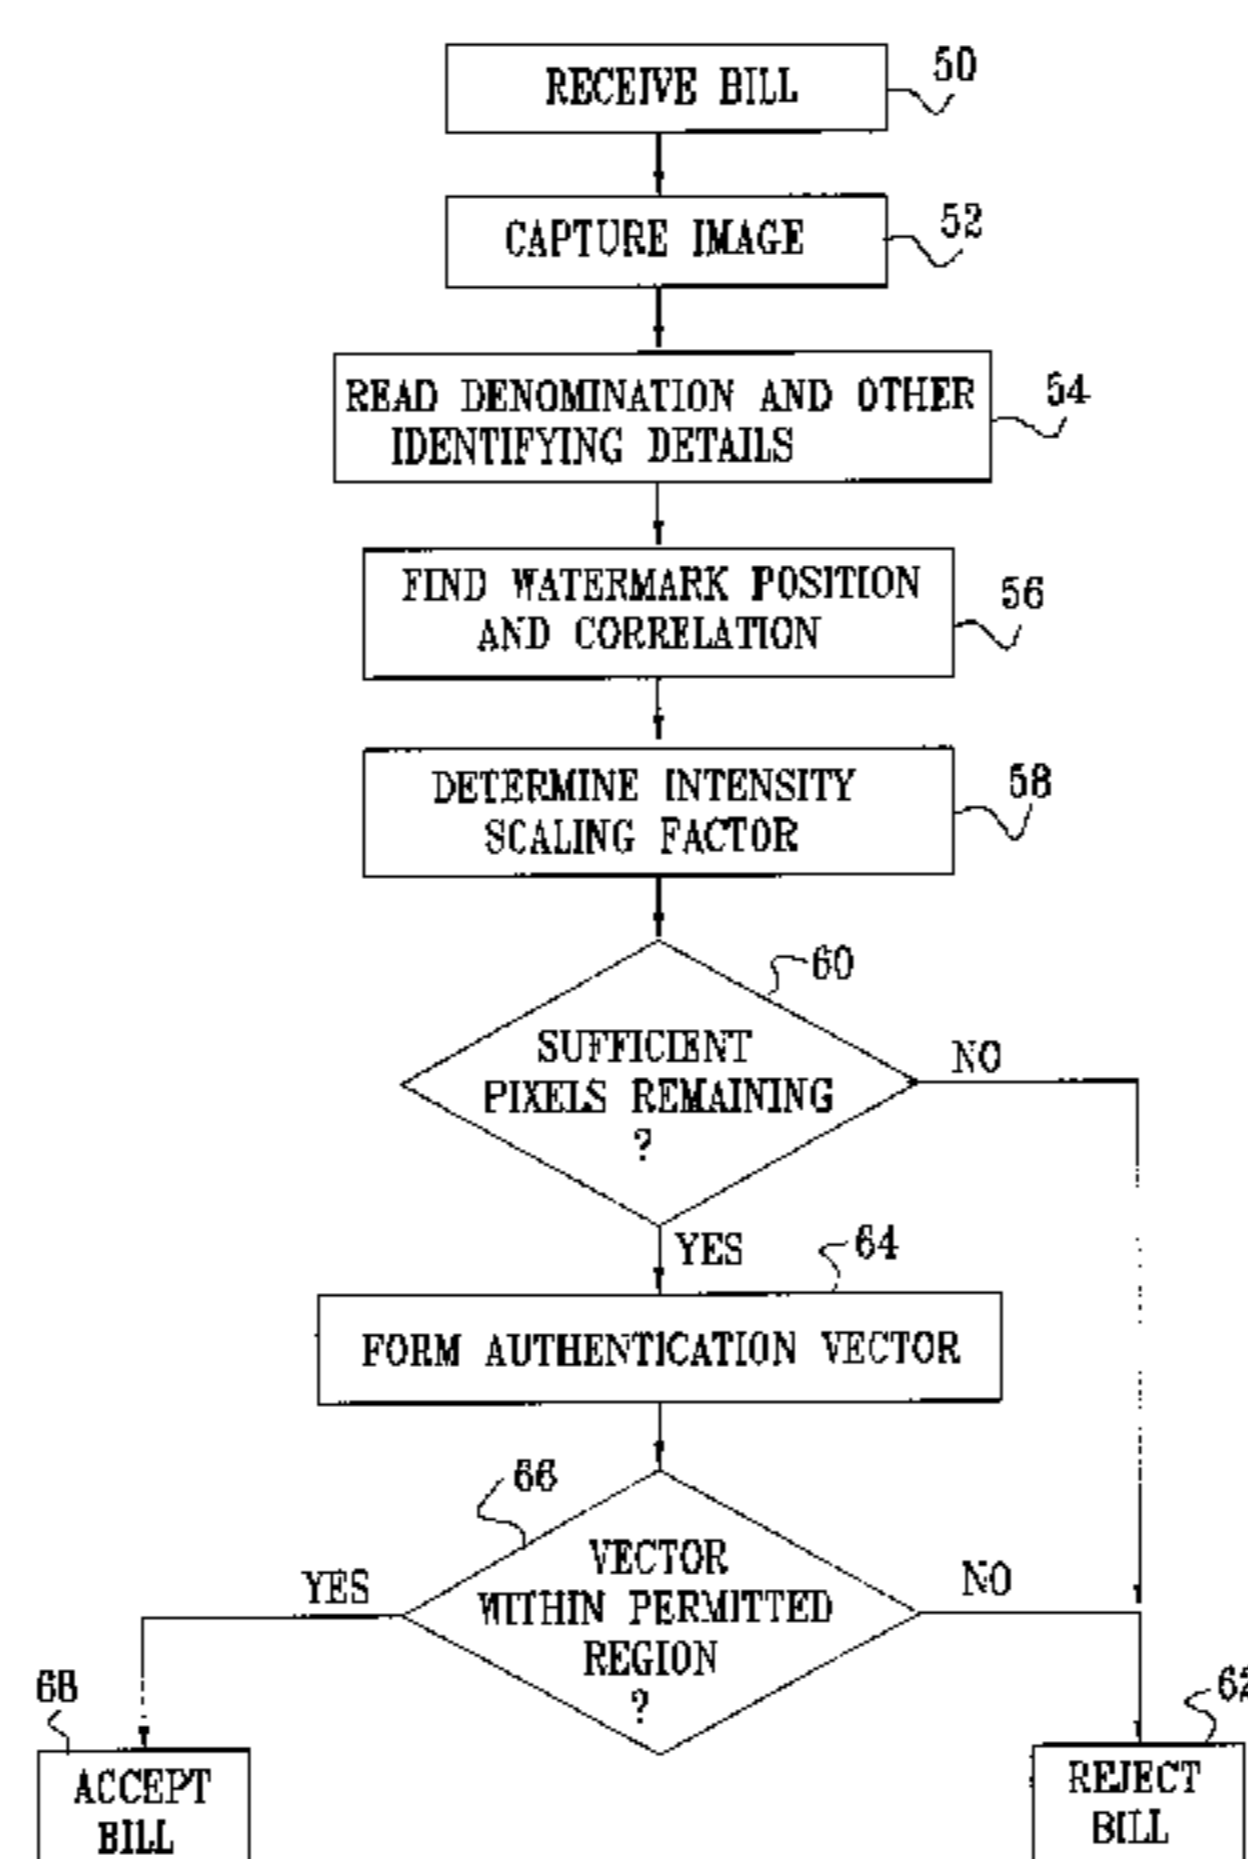 RECEIVE BILL
50
CAPTURE IMAGE
52
READ DENOMINATION AND OTHER
IDENTIFYING DETAILS
54
FIND WATERMARK POSITION
AND CORRELATION
56
DETERMINE INTENSITY
SCALING FACTOR
58
60
SUFFICIENT
PIXELS REMAINING
?
NO
YES
64
FORM AUTHENTICATION VECTOR
66
VECTOR
WITHIN PERMITTED
REGION
?
YES
NO
68
ACCEPT
BILL
62
REJECT
BILL